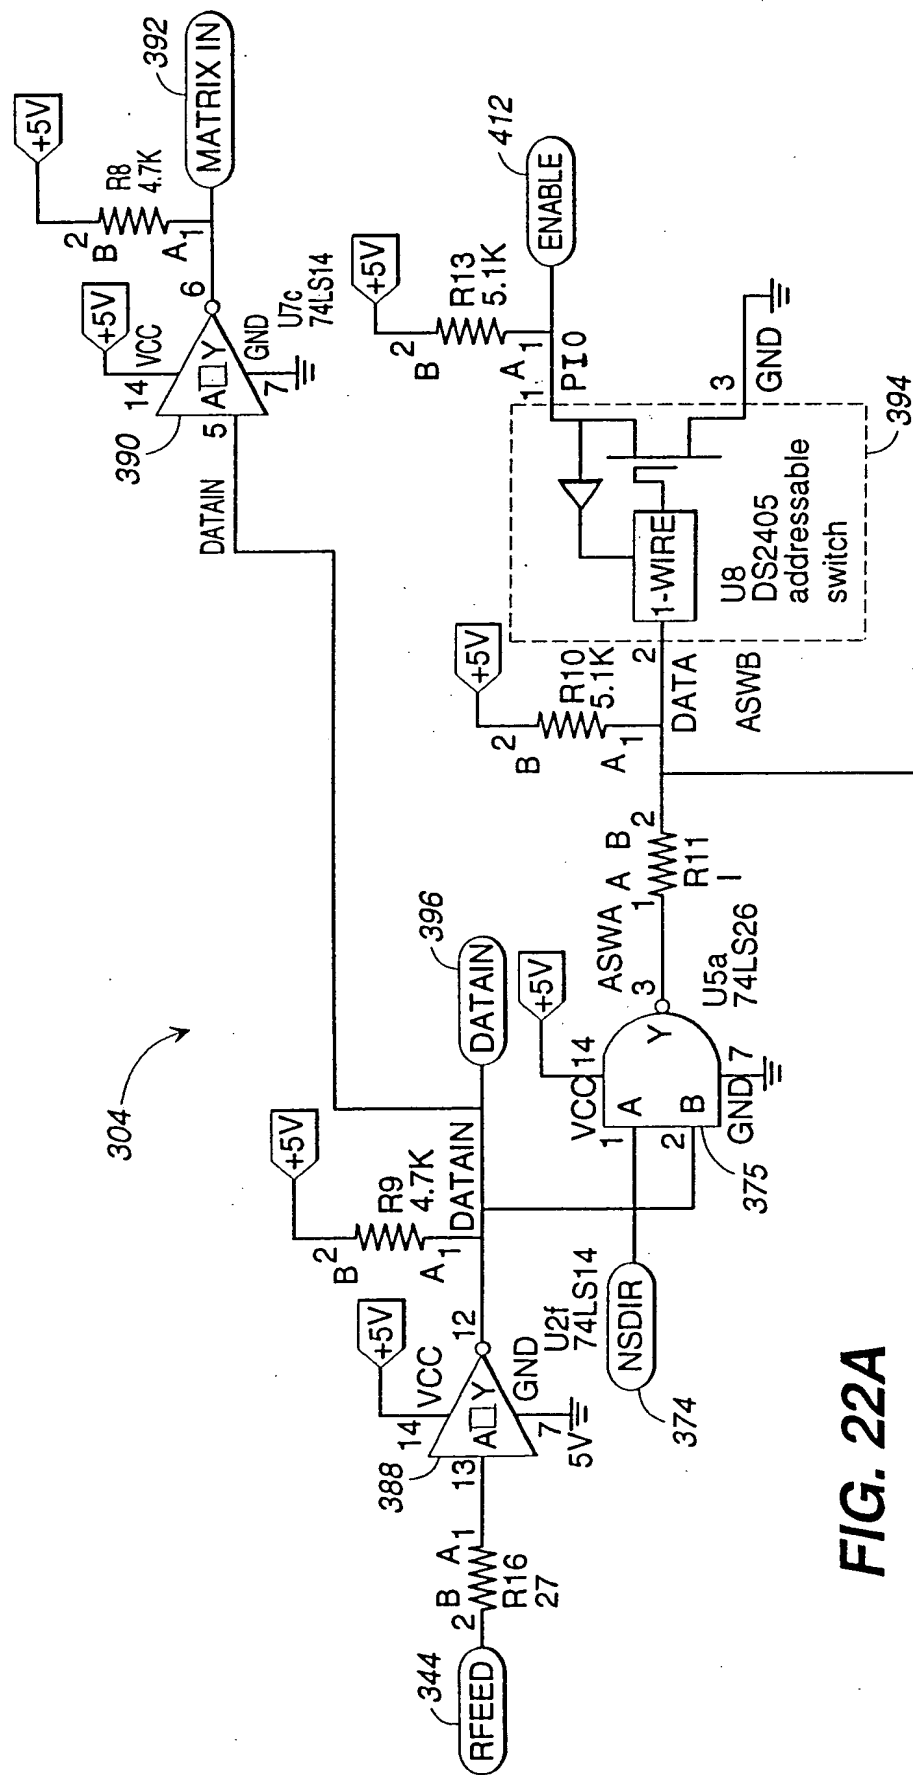 304
344
RFEED
2
B
A
1
R16
27
388
13
14
VCC
+5V
A
Y
12
GND
7
5V
U2f
74LS14
+5V
2
B
R9
4.7K
A
1
DATAIN
DATAIN
396
374
NSDIR
375
1
A
2
B
VCC
14
+5V
Y
3
GND
7
U5a
74LS26
ASWA
1
A
B
2
R11
1
+5V
2
B
R10
5.1K
A
1
2
DATA
ASWB
1-WIRE
U8
DS2405
addressable
switch
394
1
PIO
3
GND
+5V
2
B
R13
5.1K
A
1
ENABLE
412
DATAIN
390
5
14
VCC
+5V
A
Y
6
GND
7
U7c
74LS14
+5V
2
B
R8
4.7K
A
1
MATRIX IN
392
FIG. 22A